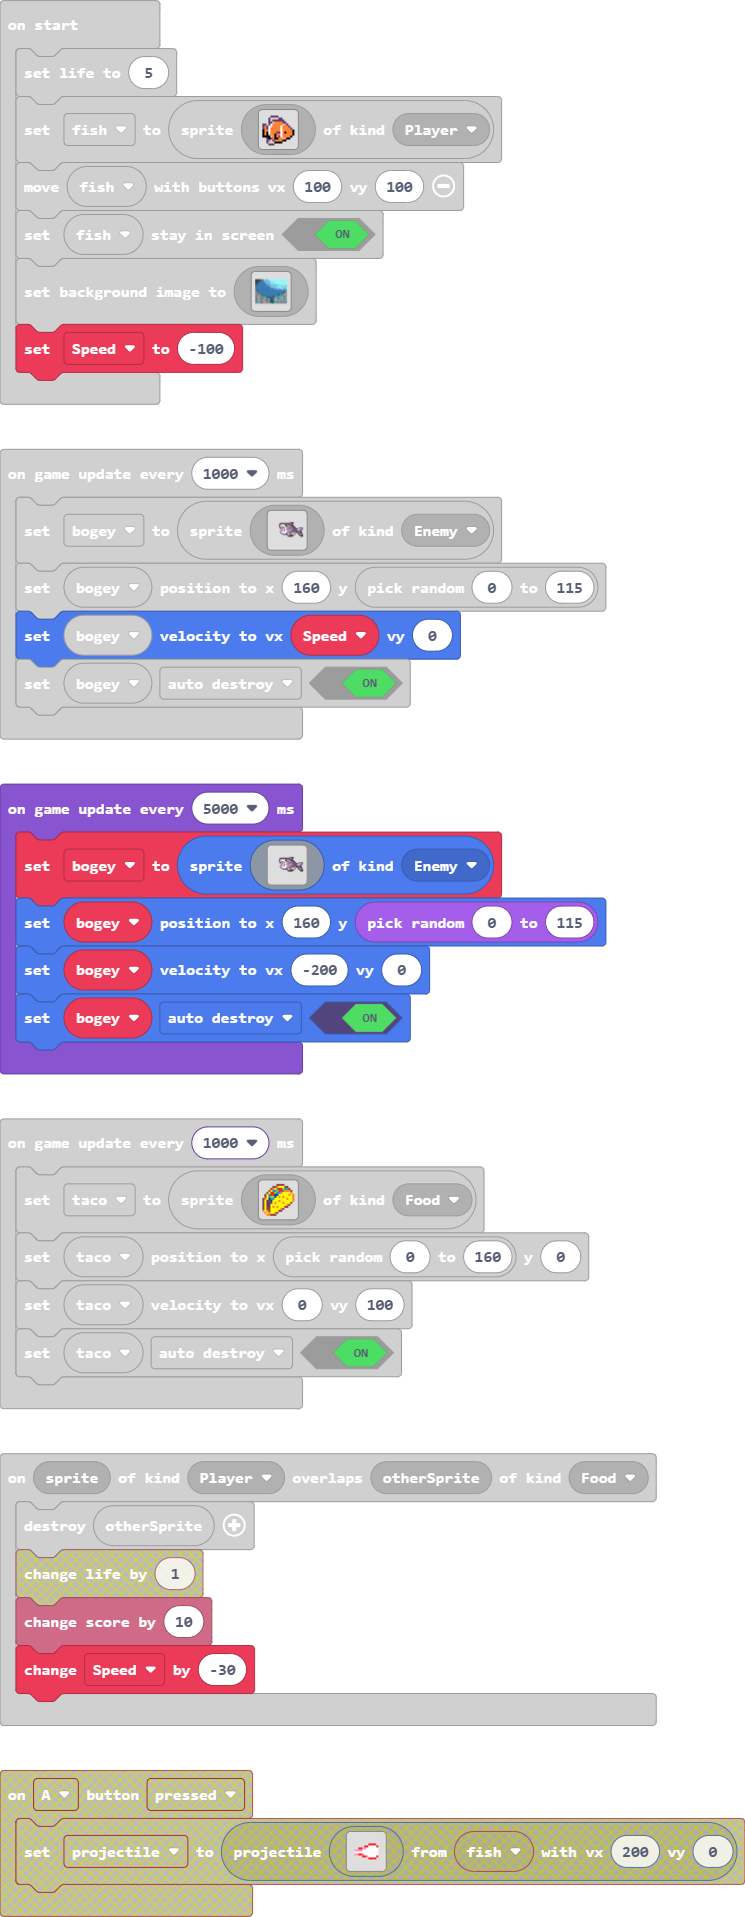 on start
set life to 5
set fish to sprite of kind Player
move fish with buttons vx 100 vy 100
set fish stay in screen ON
set background image to
set Speed to -100
on game update every 1000 ms
set bogey to sprite of kind Enemy
set bogey position to x 160 y pick random 0 to 115
set bogey velocity to vx Speed vy 0
set bogey auto destroy ON
on game update every 5000 ms
set bogey to sprite of kind Enemy
set bogey position to x 160 y pick random 0 to 115
set bogey velocity to vx -200 vy 0
set bogey auto destroy ON
on game update every 1000 ms
set taco to sprite of kind Food
set taco position to x pick random 0 to 160 y 0
set taco velocity to vx 0 vy 100
set taco auto destroy ON
on sprite of kind Player overlaps otherSprite of kind Food
destroy otherSprite
change life by 1
change score by 10
change Speed by -30
on A button pressed
set projectile to projectile from fish with vx 200 vy 0